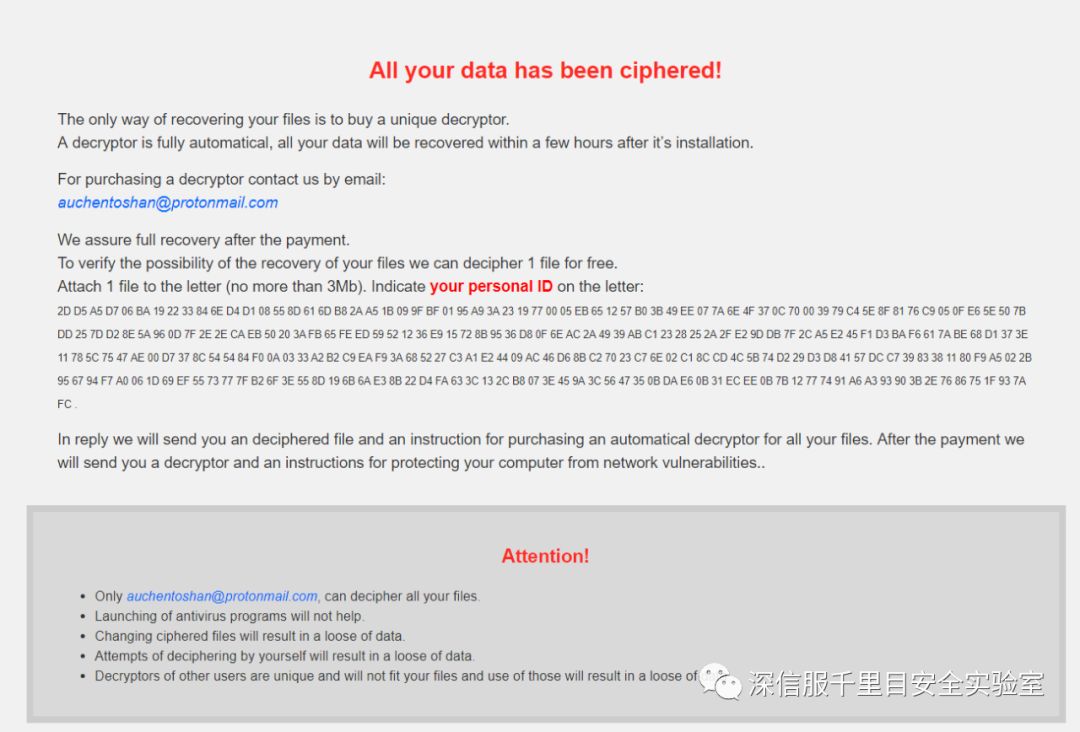 All your data has been ciphered!
The only way of recovering your files is to buy a unique decryptor.
A decryptor is fully automatical, all your data will be recovered within a few hours after it's installation.
For purchasing a decryptor contact us by email:
auchentoshan@protonmail.com
We assure full recovery after the payment.
To verify the possibility of the recovery of your files we can decipher 1 file for free.
Attach 1 file to the letter (no more than 3Mb). Indicate your personal ID on the letter:
2D D5 A5 D7 06 BA 19 22 33 84 6E D4 D1 08 55 8D 61 6D B8 2A A5 1B 09 9F BF 01 95 A9 3A 23 19 77 00 05 EB 65 12 57 B0 3B 49 EE 07 7A 6E 4F 37 0C 70 00 39 79 C4 5E 8F 81 76 C9 05 0F E6 5E 50 7B
DD 25 7D D2 8E 5A 96 0D 7F 2E 2E CA EB 50 20 3A FB 65 FE ED 59 52 12 36 E9 15 72 8B 95 36 D8 0F 6E AC 2A 49 39 AB C1 23 28 25 2A 2F E2 9D DB 7F 2C A5 E2 45 F1 D3 BA F6 61 7A BE 68 D1 37 3E
11 78 5C 75 47 AE 00 D7 37 8C 54 54 84 F0 0A 03 33 A2 B2 C9 EA F9 3A 68 52 27 C3 A1 E2 44 09 AC 46 D6 8B C2 70 23 C7 6E 02 C1 8C CD 4C 5B 74 D2 29 D3 D8 41 57 DC C7 39 83 38 11 80 F9 A5 02 2B
95 67 94 F7 A0 06 1D 69 EF 55 73 77 7F B2 6F 3E 55 8D 19 6B 6A E3 8B 22 D4 FA 63 3C 13 2C B8 07 3E 45 9A 3C 56 47 35 0B DA E6 0B 31 EC EE 0B 7B 12 77 74 91 A6 A3 93 90 3B 2E 76 86 75 1F 93 7A
FC .
In reply we will send you an deciphered file and an instruction for purchasing an automatical decryptor for all your files. After the payment we
will send you a decryptor and an instructions for protecting your computer from network vulnerabilities..
Attention!
• Only auchentoshan@protonmail.com, can decipher all your files.
• Launching of antivirus programs will not help.
• Changing ciphered files will result in a loose of data.
• Attempts of deciphering by yourself will result in a loose of data.
• Decryptors of other users are unique and will not fit your files and use of those will result in a loose of
深信服千里目安全实验室